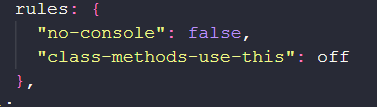 rules: {
"no-console": false,
"class-methods-use-this": off
},